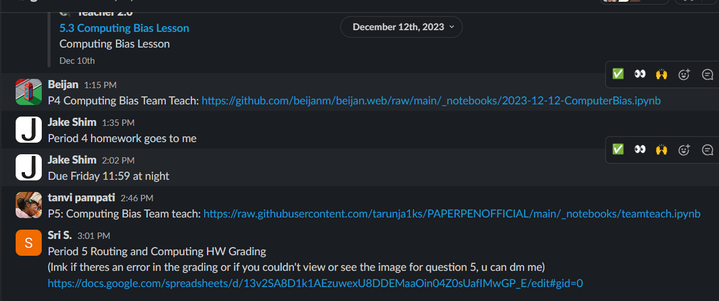 Teacher 2.0
5.3 Computing Bias Lesson
Computing Bias Lesson
Dec 10th
December 12th, 2023
Beijan 1:15 PM
P4 Computing Bias Team Teach: https://github.com/beijanm/beijan.web/raw/main/_notebooks/2023-12-12-ComputerBias.ipynb
Jake Shim 1:35 PM
Period 4 homework goes to me
Jake Shim 2:02 PM
Due Friday 11:59 at night
tanvi pampati 2:46 PM
P5: Computing Bias Team teach: https://raw.githubusercontent.com/tarunja1ks/PAPERPENOFFICIAL/main/_notebooks/teamteach.ipynb
S
Sri S. 3:01 PM
Period 5 Routing and Computing HW Grading
(lmk if theres an error in the grading or if you couldn't view or see the image for question 5, u can dm me)
https://docs.google.com/spreadsheets/d/13v2SA8D1k1AEzuwexU8DDEMaaOin04Z0sUafIMwGP_E/edit#gid=0